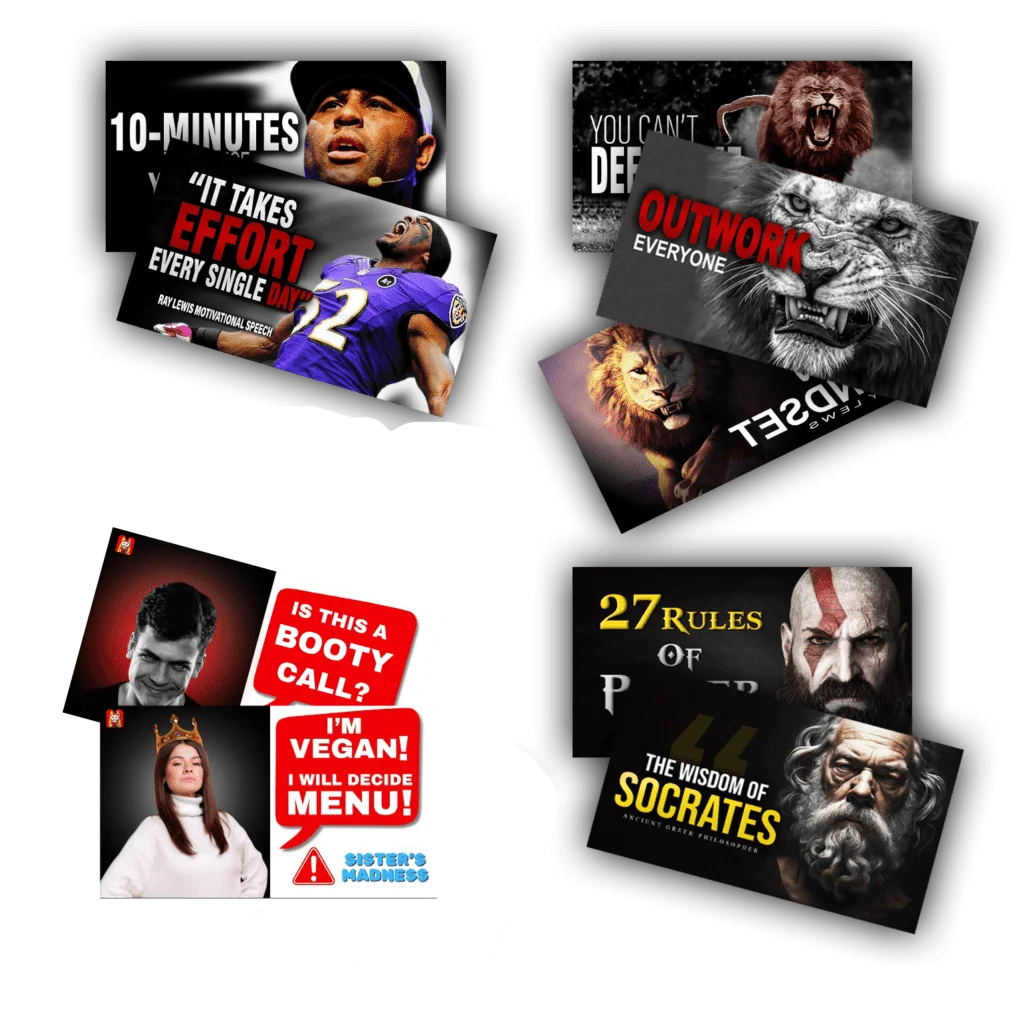 10-MINUTES
"IT TAKES
EFFORT
EVERY SINGLE DAY"
RAY LEWIS MOTIVATIONAL SPEECH
52
YOU CAN'T
OUTWORK
EVERYONE
IS THIS A
BOOTY
CALL?
I'M
VEGAN!
I WILL DECIDE
MENU!
SISTER'S
MADNESS
27 RULES
OF
THE WISDOM OF
SOCRATES
ANCIENT GREEK PHILOSOPHER